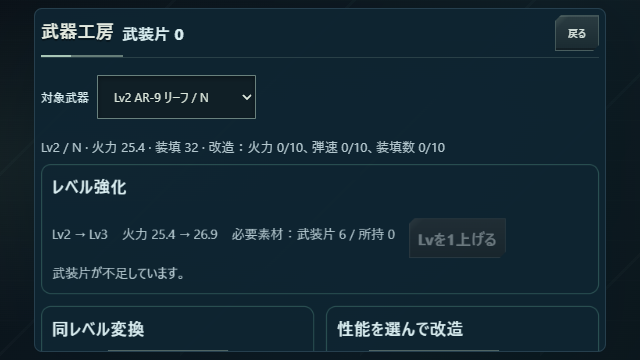 武器工房 武装片 0
戻る
対象武器 Lv2 AR-9 リーフ / N
Lv2 / N · 火力 25.4 · 装填 32 · 改造：火力 0/10、弾速 0/10、装填数 0/10
レベル強化
Lv2 → Lv3 火力 25.4 → 26.9 必要素材：武装片 6 / 所持 0 Lvを1上げる
武装片が不足しています。
同レベル変換 性能を選んで改造